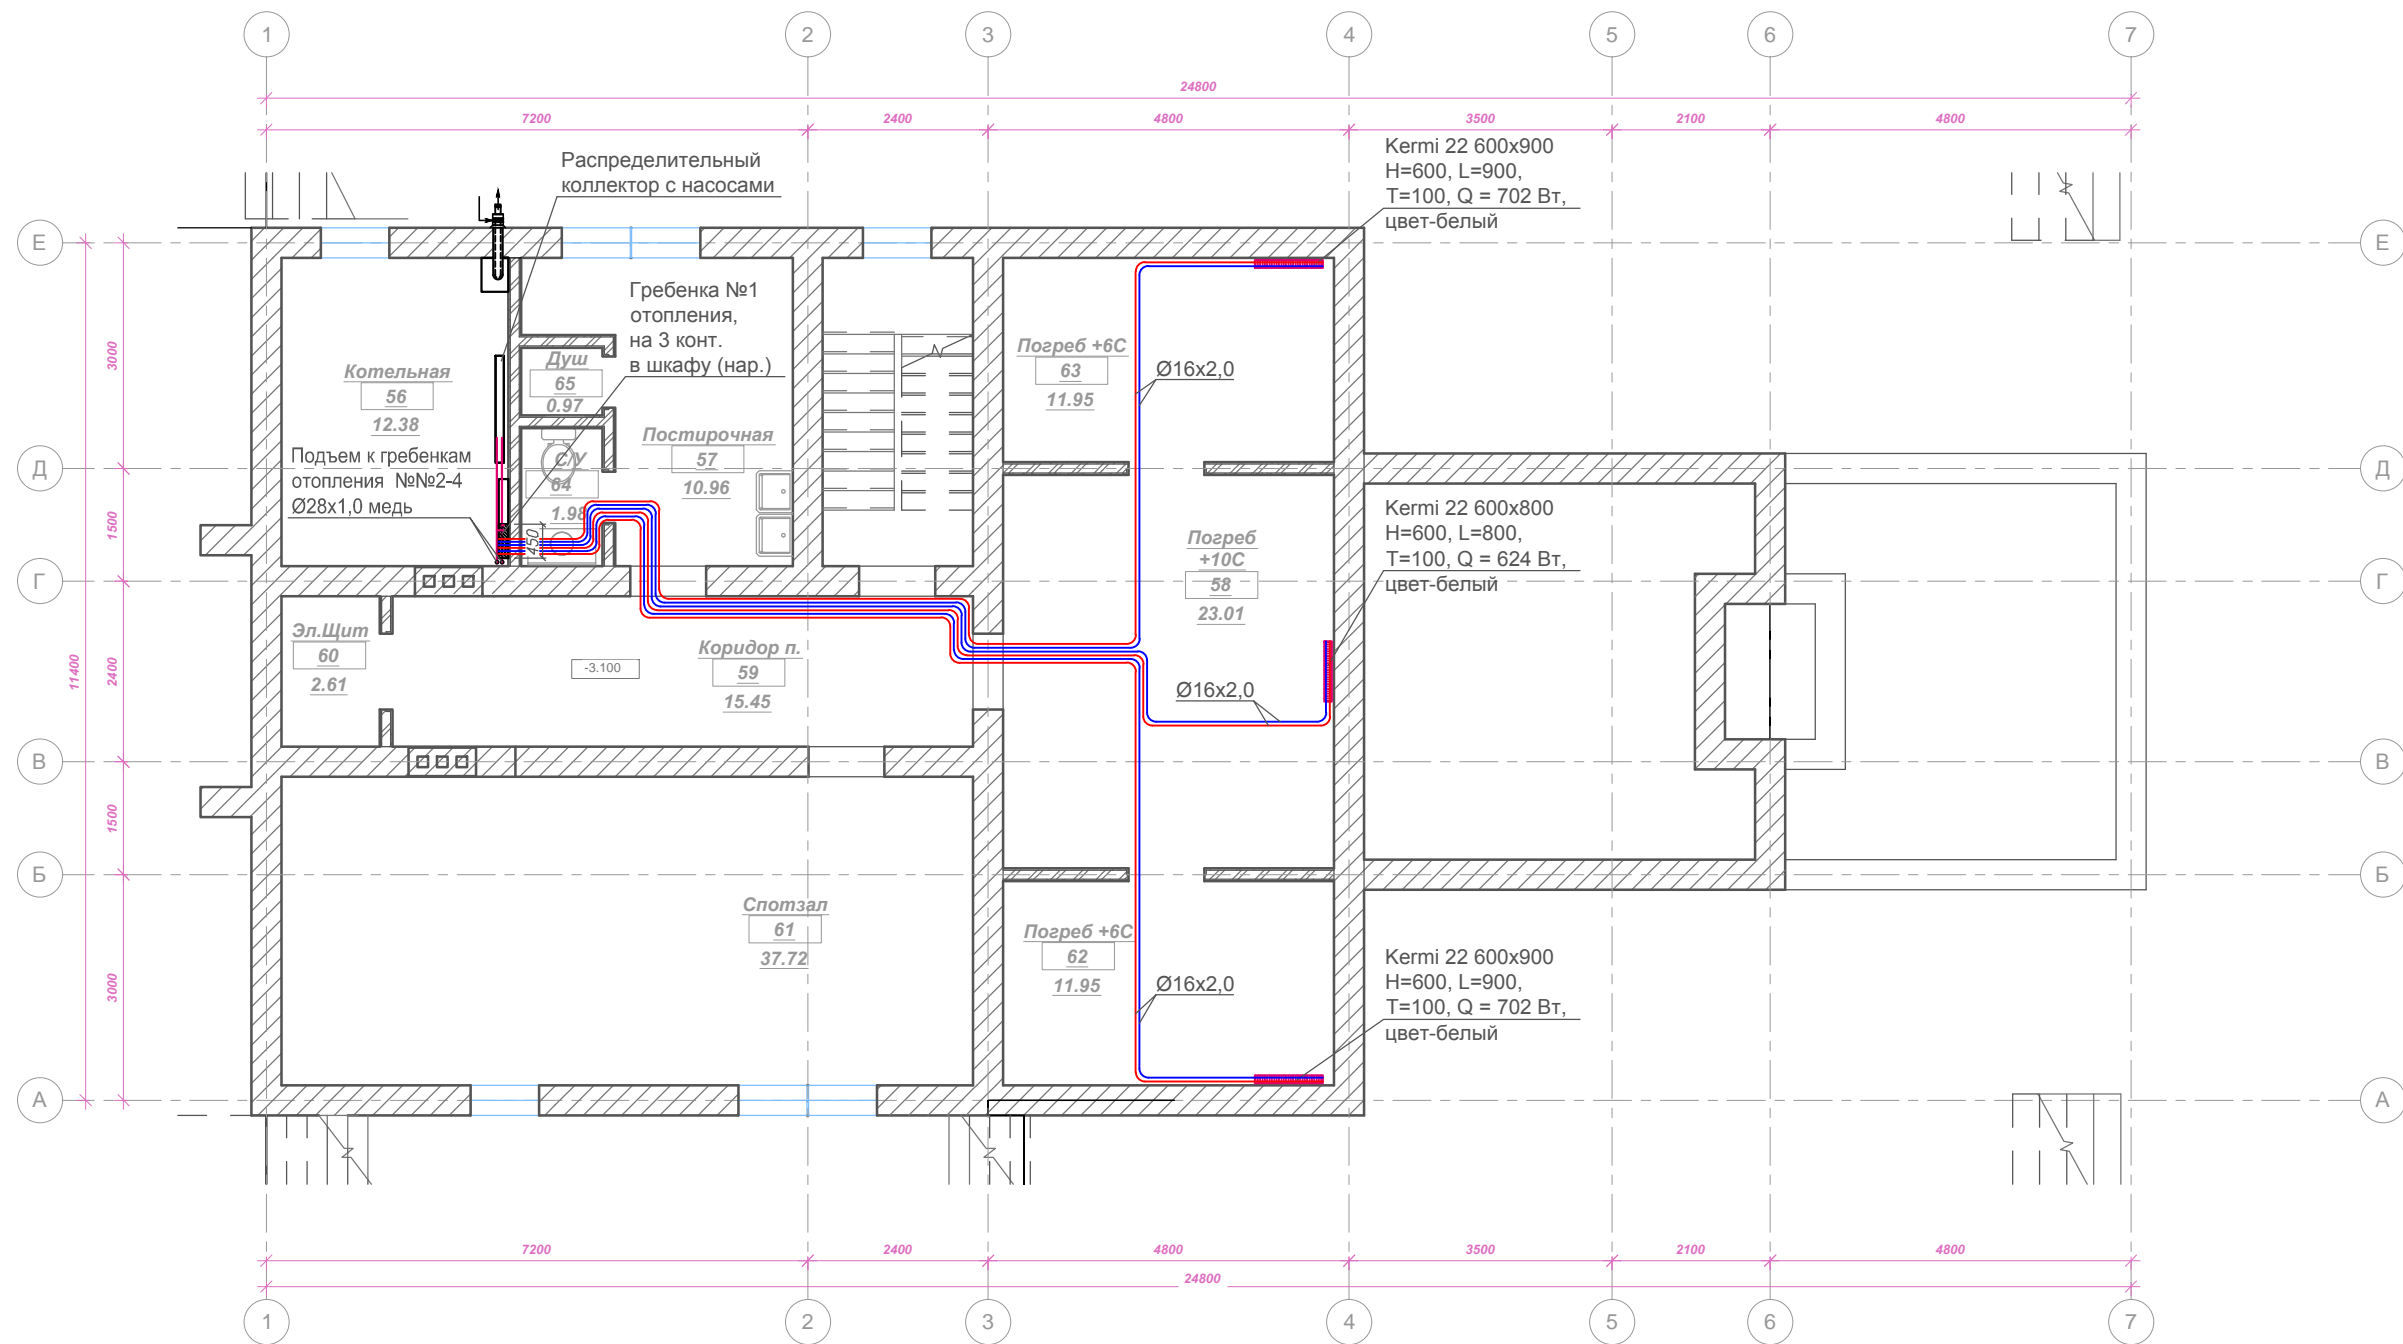 1
2
3
4
5
6
7
24800
7200
2400
4800
3500
2100
4800
Распределительный
коллектор с насосами
Kermi 22 600x900
H=600, L=900,
T=100, Q = 702 Вт,
цвет-белый
Е
Е
Гребенка №1
отопления,
на 3 конт.
в шкафу (нар.)
3000
Котельная
56
12.38
Душ
65
0.97
Погреб +6С
63
11.95
Ø16x2,0
Подъем к гребенкам
отопления №№2-4
Ø28x1,0 медь
Постирочная
57
10.96
С/У
64
1.98
450
Д
Д
1500
Kermi 22 600x800
H=600, L=800,
T=100, Q = 624 Вт,
цвет-белый
Погреб
+10С
58
23.01
Г
Г
Эл.Щит
60
2.61
-3.100
Коридор п.
59
15.45
Ø16x2,0
11400
2400
В
В
1500
Б
Б
Спотзал
61
37.72
Погреб +6С
62
11.95
Ø16x2,0
Kermi 22 600x900
H=600, L=900,
T=100, Q = 702 Вт,
цвет-белый
3000
А
А
7200
2400
4800
3500
2100
4800
24800
1
2
3
4
5
6
7